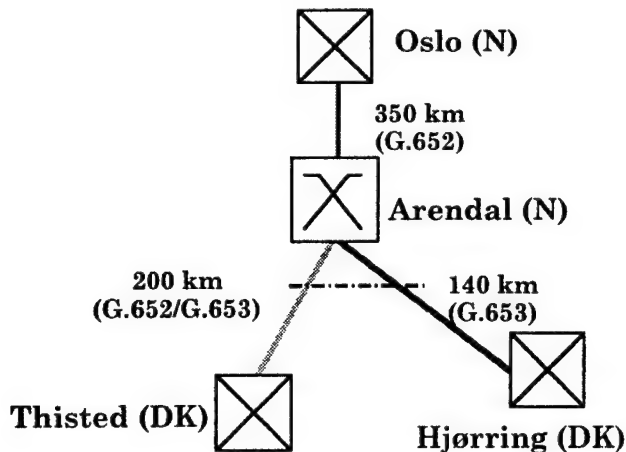 Oslo (N)
350 km
(G.652)
Arendal (N)
200 km
(G.652/G.653)
140 km
(G.653)
Thisted (DK)
Hjørring (DK)